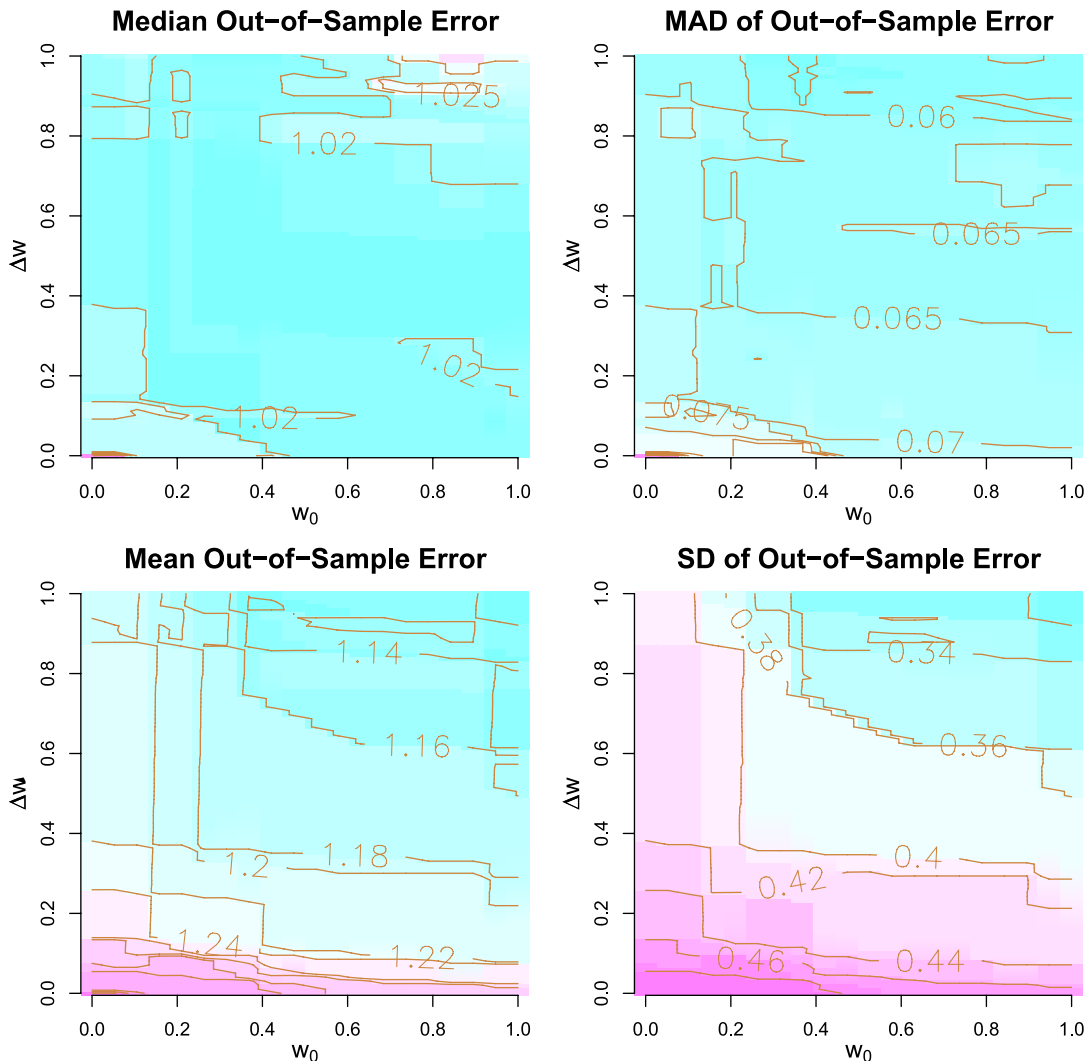 Median Out−of−Sample Error
MAD of Out−of−Sample Error
1.0
0.8
0.6
0.4
0.2
0.0
Δw
1.025
1.02
1.02
1.02
0.0 0.2 0.4 0.6 0.8 1.0
w0
1.0
0.8
0.6
0.4
0.2
0.0
Δw
0.06
0.065
0.065
0.075
0.07
0.0 0.2 0.4 0.6 0.8 1.0
w0
Mean Out−of−Sample Error
SD of Out−of−Sample Error
1.0
0.8
0.6
0.4
0.2
0.0
Δw
1.14
1.16
1.18
1.2
1.24
1.22
0.0 0.2 0.4 0.6 0.8 1.0
w0
1.0
0.8
0.6
0.4
0.2
0.0
Δw
0.38
0.34
0.36
0.4
0.42
0.46
0.44
0.0 0.2 0.4 0.6 0.8 1.0
w0